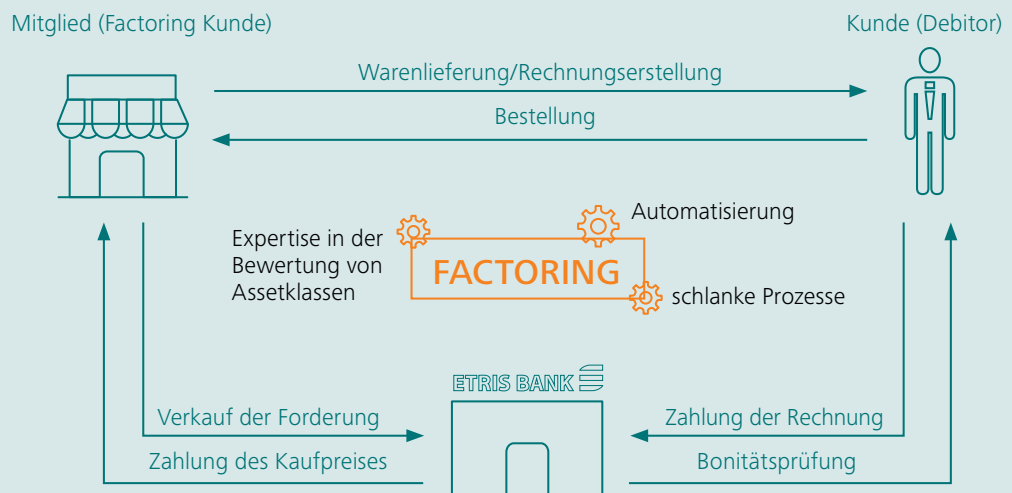 Mitglied (Factoring Kunde)
Kunde (Debitor)
Warenlieferung/Rechnungserstellung
Bestellung
Expertise in der
Bewertung von
Assetklassen
FACTORING
Automatisierung
schlanke Prozesse
ETRIS BANK
Verkauf der Forderung
Zahlung des Kaufpreises
Zahlung der Rechnung
Bonitätsprüfung